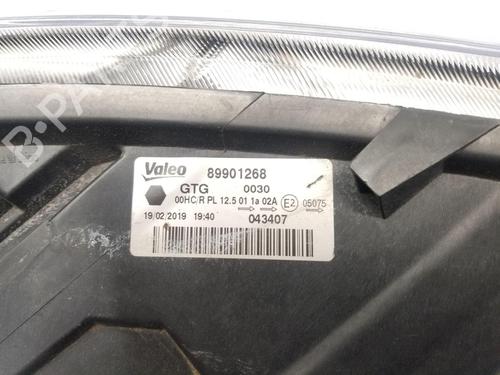 Valeo 89901268
GTG 0030
00HC/R PL 12.5 01 1a 02A E2 05075
19/02/2019 19:40 043407
B-PARTS